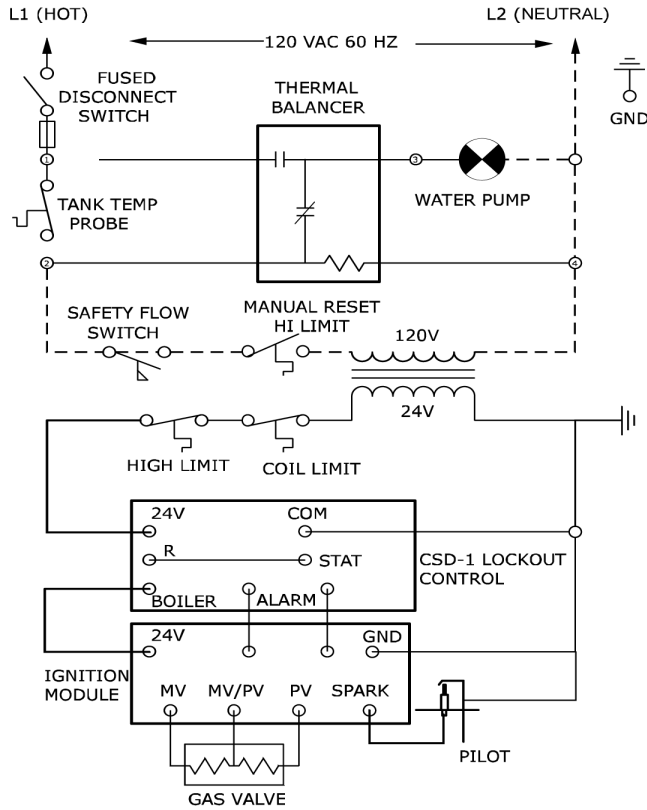 L1 (HOT)
L2 (NEUTRAL)
120 VAC 60 HZ
FUSED
DISCONNECT
SWITCH
THERMAL
BALANCER
GND
1
3
TANK TEMP
PROBE
WATER PUMP
2
4
SAFETY FLOW
SWITCH
MANUAL RESET
HI LIMIT
120V
24V
HIGH LIMIT
COIL LIMIT
24V
COM
R
STAT
CSD-1 LOCKOUT
CONTROL
BOILER
ALARM
24V
GND
IGNITION
MODULE
MV
MV/PV
PV
SPARK
PILOT
GAS VALVE